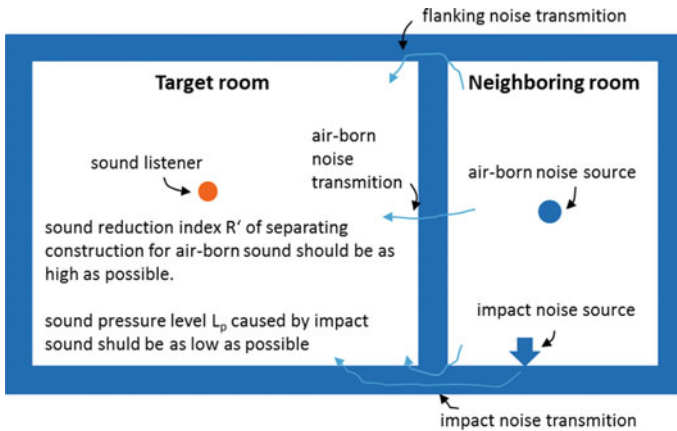 flanking noise transmition
Target room
Neighboring room
air-born
noise
transmition
sound listener
air-born noise source
sound reduction index R‘ of separating
construction for air-born sound should be as
high as possible.
sound pressure level Lp caused by impact
sound shuld be as low as possible
impact noise source
impact noise transmition